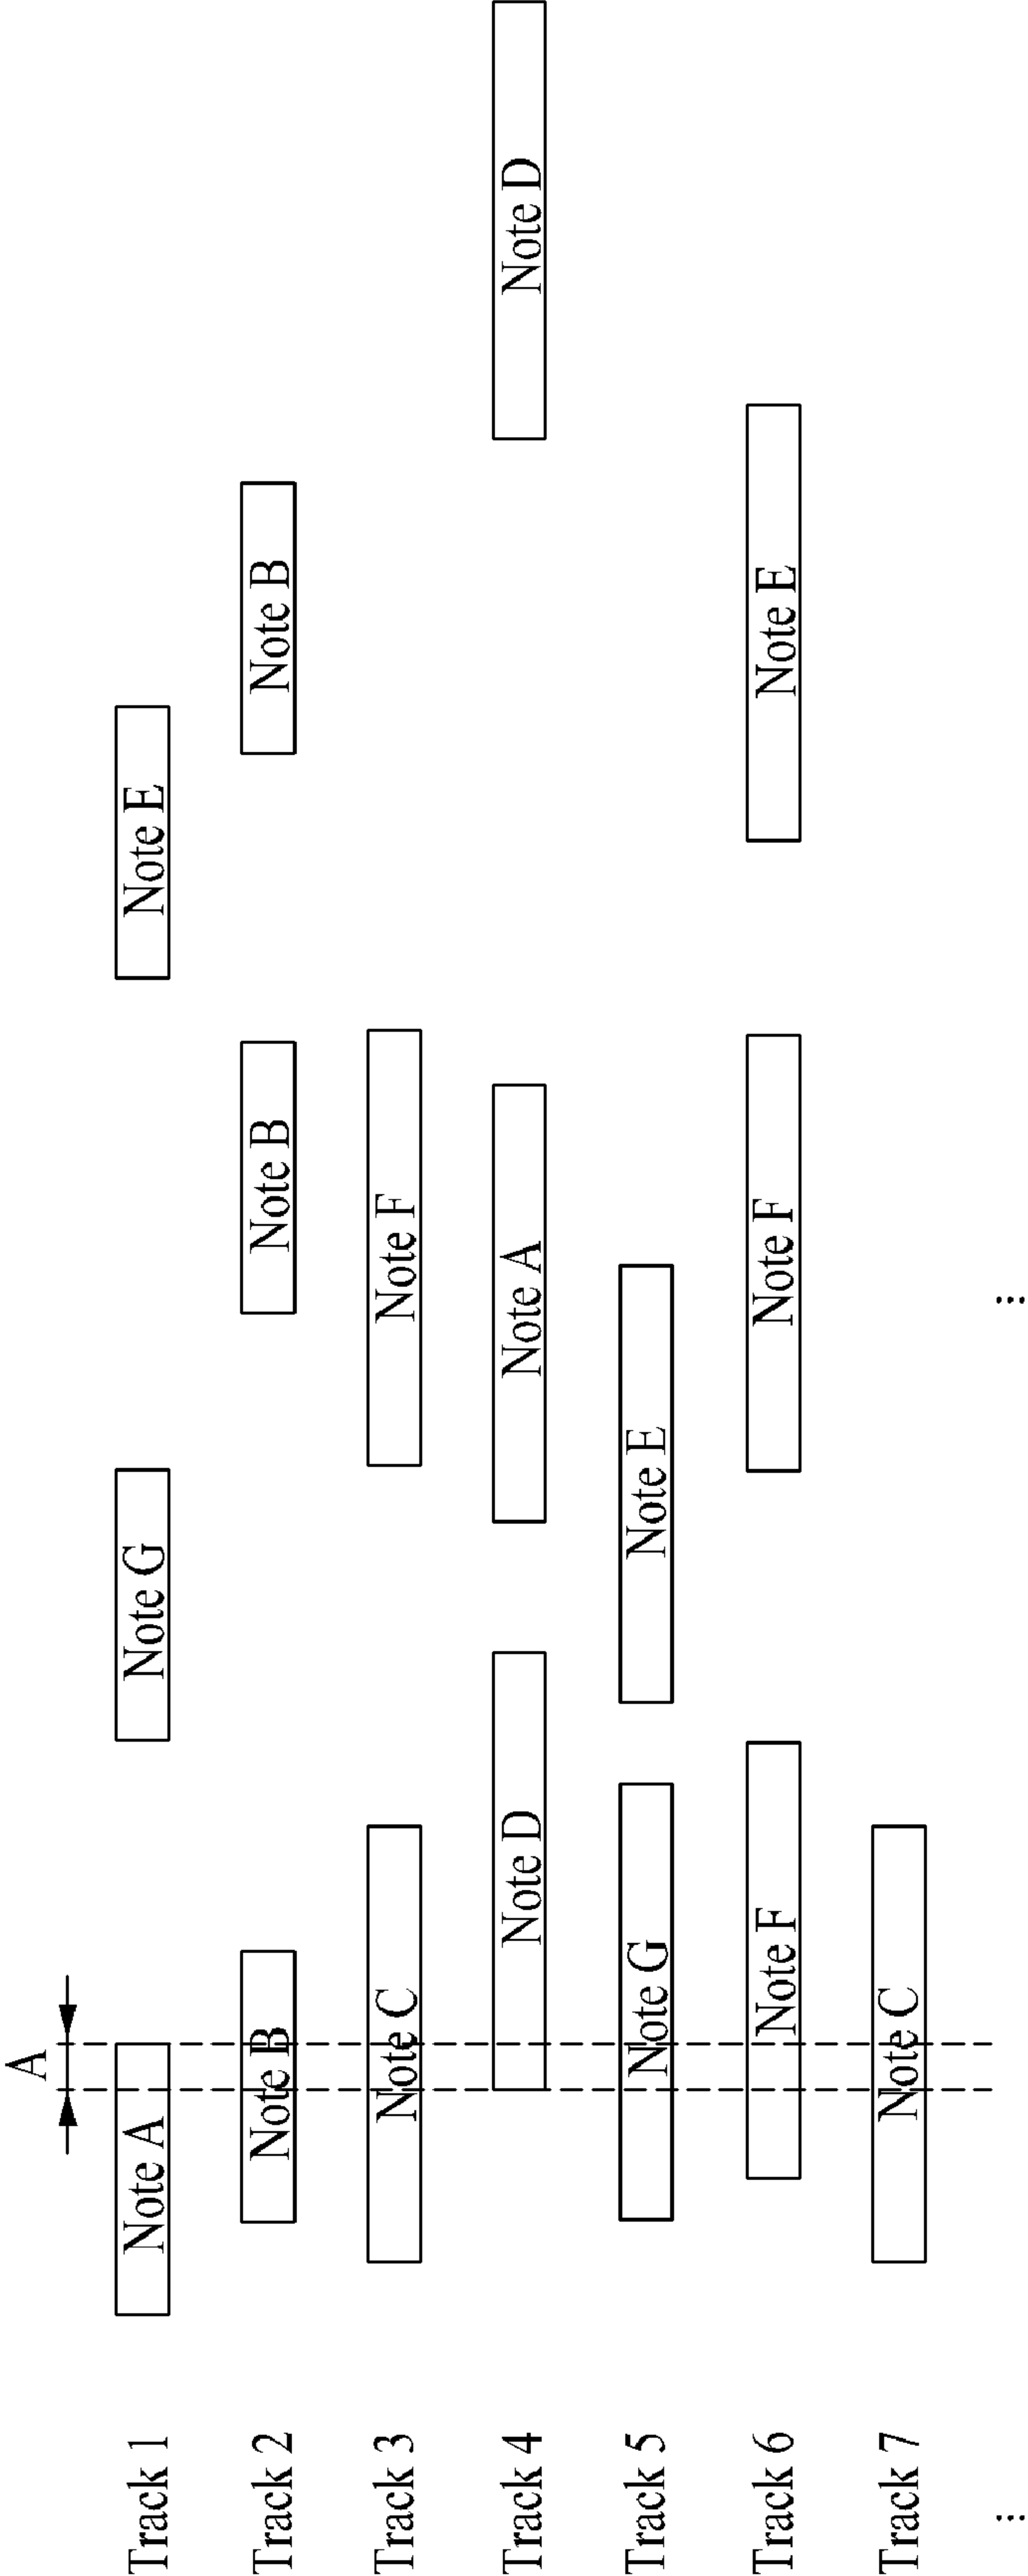 A
Track 1 Note A Note G Note E
Track 2 Note B Note B Note B
Track 3 Note C Note F
Track 4 Note D Note A Note D
Track 5 Note G Note E
Track 6 Note F Note F Note E
Track 7 Note C
⋮ ⋮